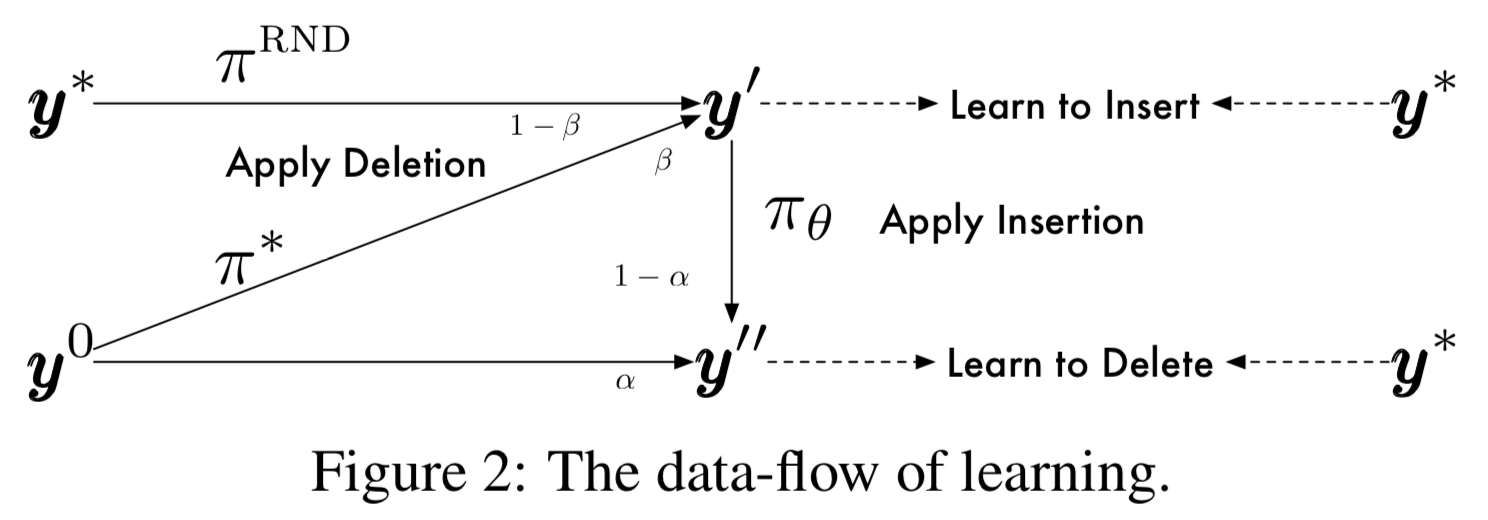 π^RND
y* y′ Learn to Insert y*
1 − β
Apply Deletion β
π_θ Apply Insertion
π*
1 − α
y⁰ y″ Learn to Delete y*
α
Figure 2: The data-flow of learning.